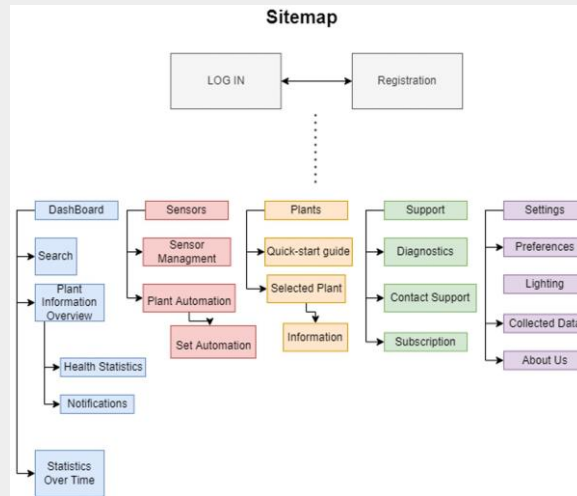 Sitemap
LOG IN
Registration
DashBoard
Search
Plant
Information
Overview
Health Statistics
Notifications
Statistics
Over Time
Sensors
Sensor
Managment
Plant Automation
Set Automation
Plants
Quick-start guide
Selected Plant
Information
Support
Diagnostics
Contact Support
Subscription
Settings
Preferences
Lighting
Collected Data
About Us